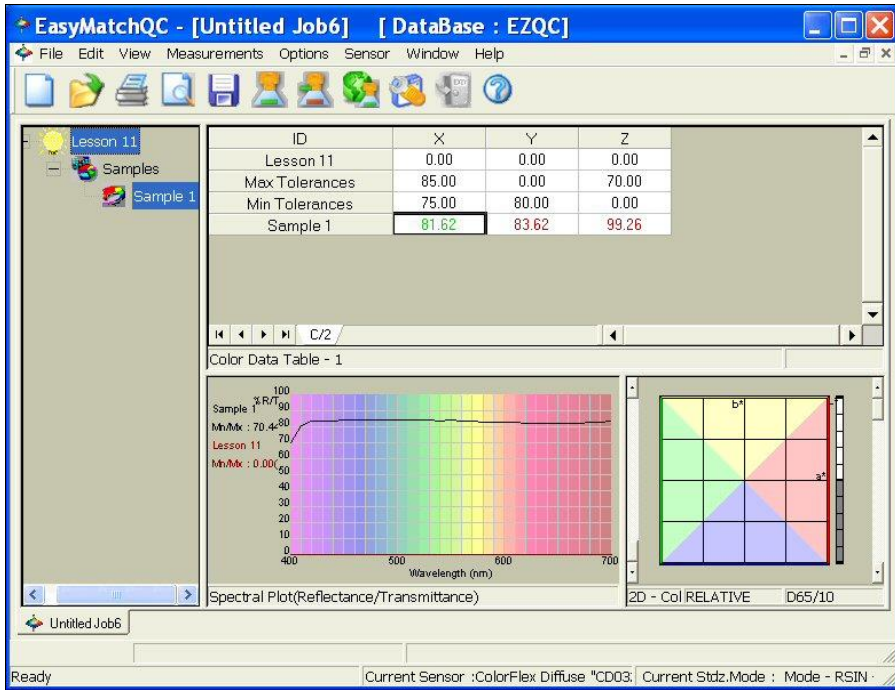 EasyMatchQC - [Untitled Job6] [ DataBase : EZQC]
File Edit View Measurements Options Sensor Window Help
Lesson 11
Samples
Sample 1
ID X Y Z
Lesson 11 0.00 0.00 0.00
Max Tolerances 85.00 0.00 70.00
Min Tolerances 75.00 80.00 0.00
Sample 1 81.62 83.62 99.26
C/2
Color Data Table - 1
%R/T
Sample 1
Mn/Mx : 70.44
Lesson 11
Mn/Mx : 0.00(
100
90
80
70
60
50
40
30
20
10
0
400 500 600 700
Wavelength (nm)
Spectral Plot(Reflectance/Transmittance)
b*
a*
2D - Col RELATIVE D65/10
Untitled Job6
Ready Current Sensor :ColorFlex Diffuse "CD03: Current Stdz.Mode : Mode - RSIN -